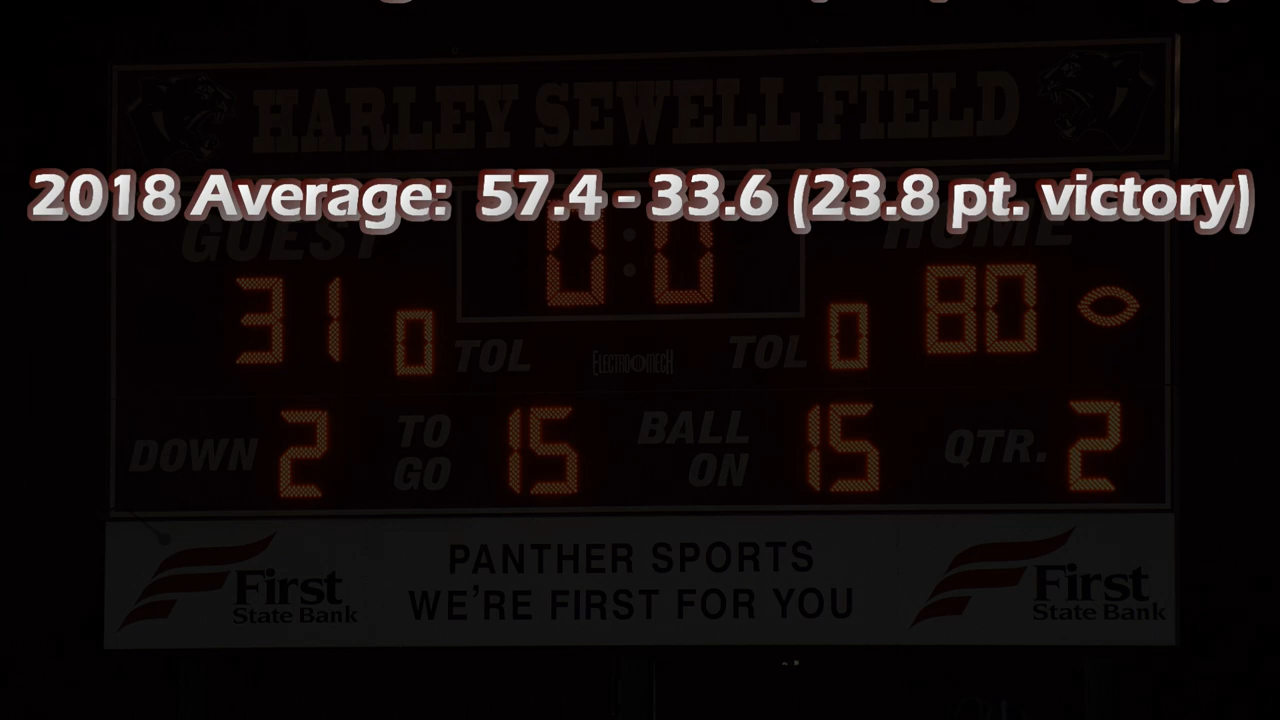 HARLEY SEWELL FIELD
2018 Average: 57.4 - 33.6 (23.8 pt. victory)
GUEST 0:0 HOME
31 0 TOL ELECTRO MECH TOL 0 80
DOWN 2 TO GO 15 BALL ON 15 QTR. 2
PANTHER SPORTS
WE'RE FIRST FOR YOU
First
State Bank
First
State Bank